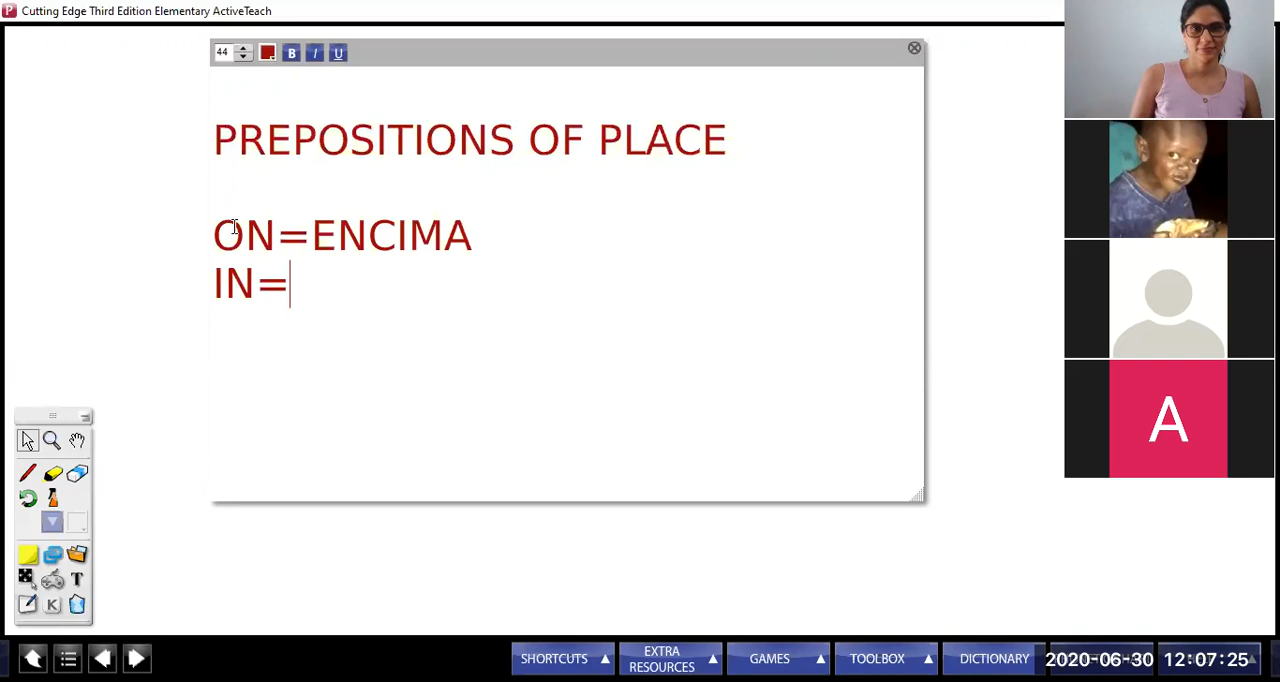 Cutting Edge Third Edition Elementary ActiveTeach
44
B I U
PREPOSITIONS OF PLACE
ON=ENCIMA
IN=
A
T
K
SHORTCUTS
EXTRA
RESOURCES
GAMES
TOOLBOX
DICTIONARY
2020-06-30 12:07:25